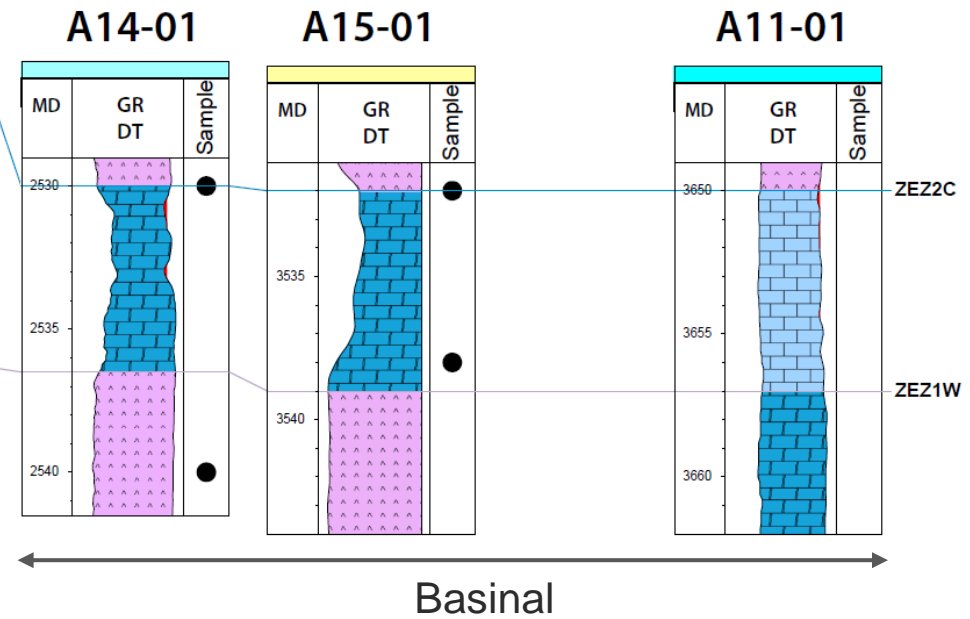 A14-01
MD
GR
DT
Sample
2530
2535
2540
A15-01
MD
GR
DT
Sample
3535
3540
A11-01
MD
GR
DT
Sample
3650
3655
3660
ZEZ2C
ZEZ1W
Basinal